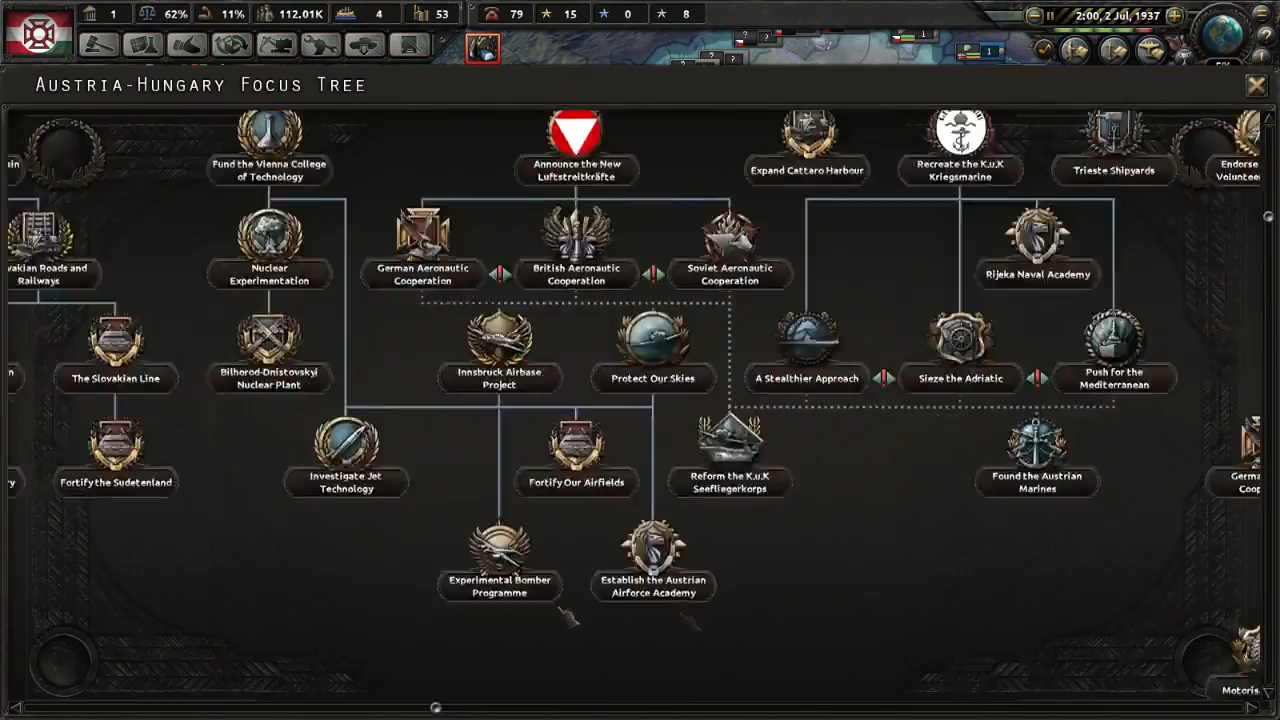 1
62%
11%
112.01K
4
53
79
15
0
8
2:00, 2 Jul, 1937
1
1
Austria-Hungary Focus Tree
Fund the Vienna College
of Technology
Announce the New
Luftstreitkräfte
Expand Cattaro Harbour
Recreate the K.u.K
Kriegsmarine
Trieste Shipyards
Endorse
Volunteer
vakian Roads and
Railways
Nuclear
Experimentation
German Aeronautic
Cooperation
British Aeronautic
Cooperation
Soviet Aeronautic
Cooperation
Rijeka Naval Academy
The Slovakian Line
Bilhorod-Dnistovskyi
Nuclear Plant
Innsbruck Airbase
Project
Protect Our Skies
A Stealthier Approach
Sieze the Adriatic
Push for the
Mediterranean
Fortify the Sudetenland
Investigate Jet
Technology
Fortify Our Airfields
Reform the K.u.K
Seefliegerkorps
Found the Austrian
Marines
Germa
Coop
Experimental Bomber
Programme
Establish the Austrian
Airforce Academy
Motoris